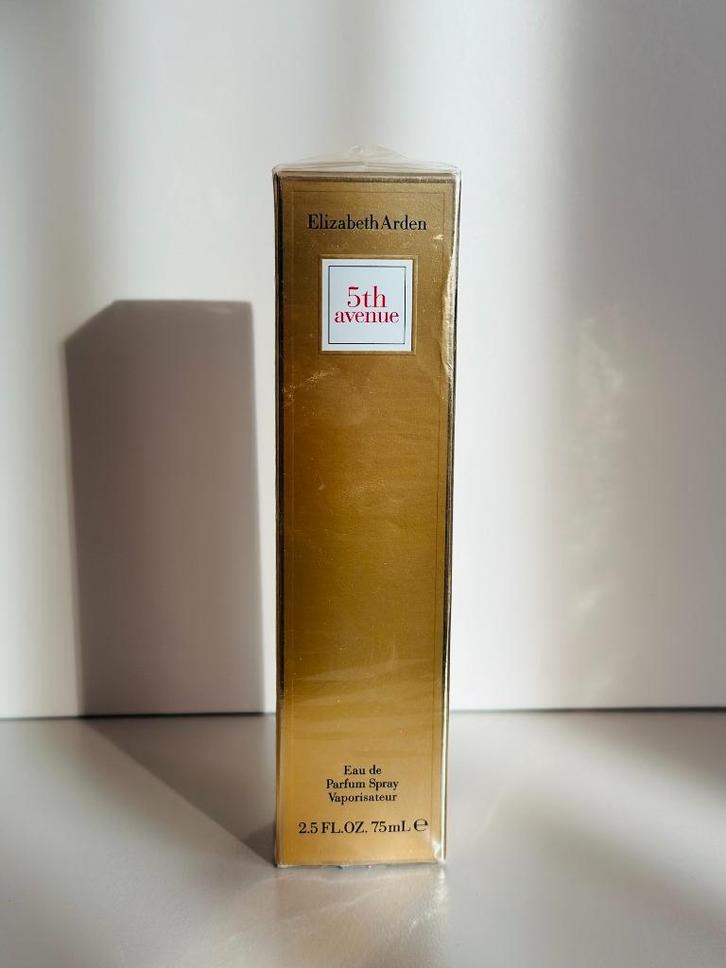 ElizabethArden
5th
avenue
Eau de
Parfum Spray
Vaporisateur
2.5 FL.OZ. 75mL ℮